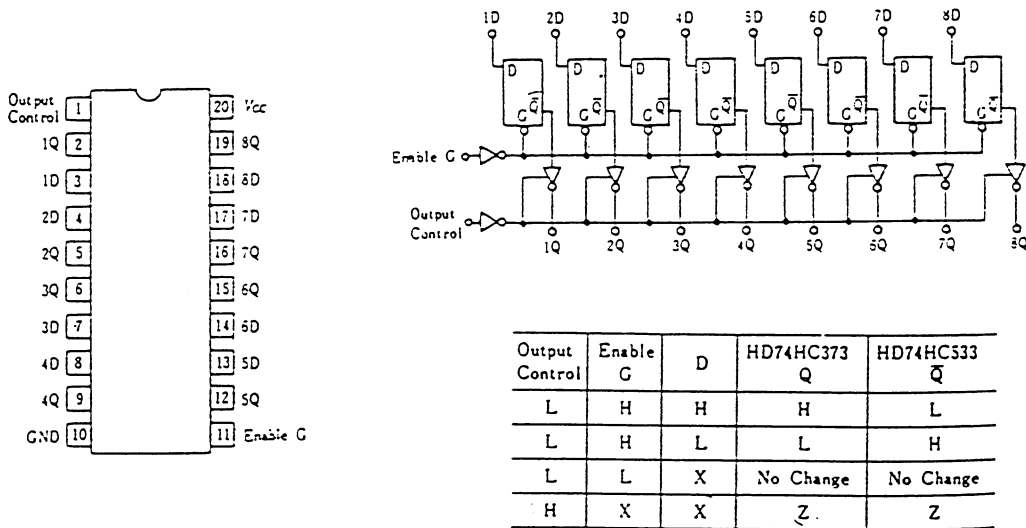 Output
Control 1
20 Vcc
1Q 2
19 8Q
1D 3
18 8D
2D 4
17 7D
2Q 5
16 7Q
3Q 6
15 6Q
3D 7
14 6D
4D 8
13 5D
4Q 9
12 5Q
GND 10
11 Enable G
1D 2D 3D 4D 5D 6D 7D 8D
D D D D D D D D
Q̅ Q̅ Q̅ Q̅ Q̅ Q̅ Q̅
G G G G G G G G
Enable G
Output
Control
1Q 2Q 3Q 4Q 5Q 6Q 7Q 8Q
Output Control Enable G D HD74HC373 Q HD74HC533 Q̅
L H H H L
L H L L H
L L X No Change No Change
H X X Z Z